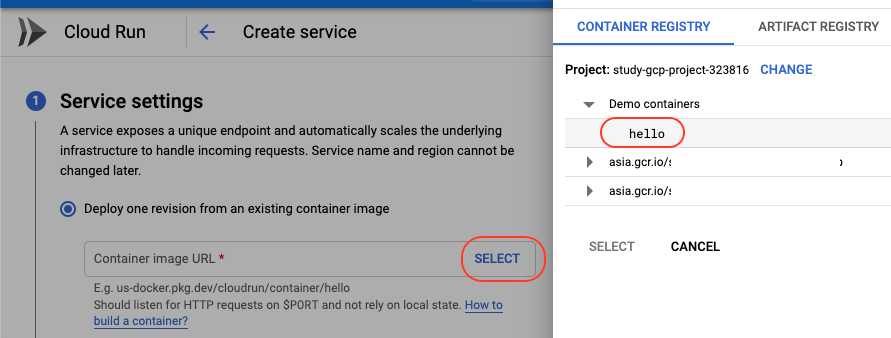 Cloud Run
Create service
1
Service settings
A service exposes a unique endpoint and automatically scales the underlying
infrastructure to handle incoming requests. Service name and region cannot be
changed later.
Deploy one revision from an existing container image
Container image URL *
SELECT
E.g. us-docker.pkg.dev/cloudrun/container/hello
Should listen for HTTP requests on $PORT and not rely on local state. How to
build a container?
CONTAINER REGISTRY
ARTIFACT REGISTRY
Project: study-gcp-project-323816 CHANGE
Demo containers
hello
asia.gcr.io/
asia.gcr.io/
SELECT
CANCEL